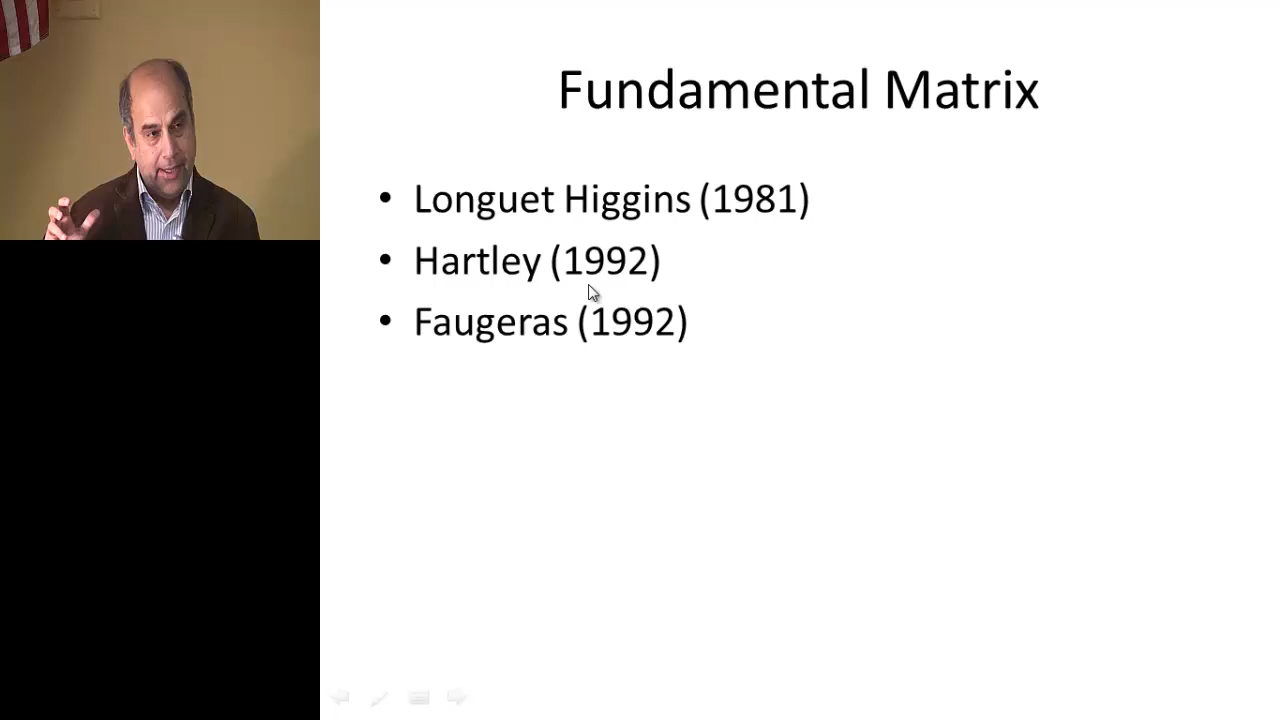 Fundamental Matrix
• Longuet Higgins (1981)
• Hartley (1992)
• Faugeras (1992)